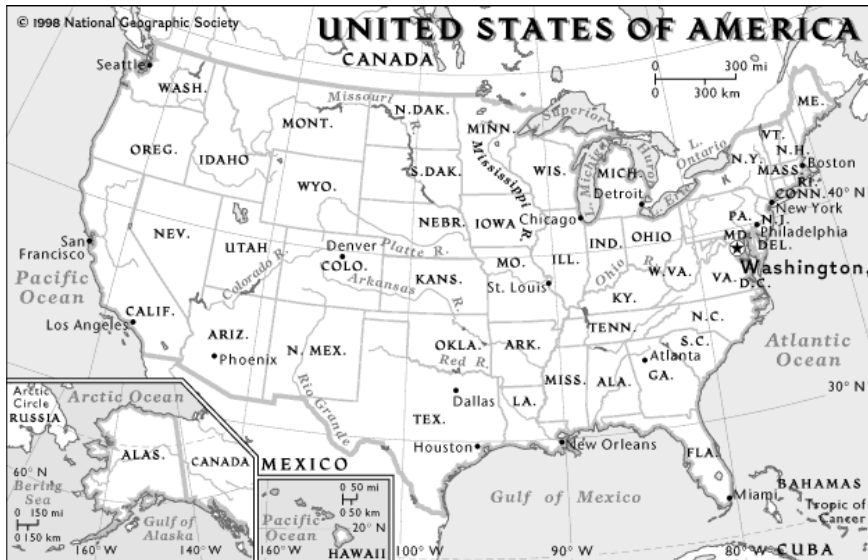 © 1998 National Geographic Society
UNITED STATES OF AMERICA
CANADA
0 300 mi
0 300 km
Seattle
WASH.
Missouri
R.
N.DAK.
MONT.
MINN.
Superior
L.
ME.
OREG.
IDAHO
S.DAK.
Mississippi R.
WIS.
L. Michigan
MICH.
L. Huron
L. Ontario
VT.
N.H.
N.Y.
MASS.
Boston
RI.
CONN.
40° N
WYO.
Detroit
Erie
New York
NEBR.
IOWA
Chicago
PA.
N.J.
Philadelphia
San Francisco
NEV.
UTAH
Denver
Platte R.
IND.
OHIO
MD.
DEL.
Washington,
D.C.
Pacific
Ocean
Colorado R.
COLO.
KANS.
MO.
ILL.
Ohio R.
W.VA.
VA.
Arkansas
R.
St. Louis
KY.
CALIF.
Los Angeles
ARIZ.
Phoenix
N. MEX.
OKLA.
Red R.
ARK.
TENN.
N.C.
S.C.
Atlanta
GA.
Atlantic
Ocean
30° N
Rio Grande
Dallas
TEX.
LA.
MISS.
ALA.
Houston
New Orleans
FLA.
Miami
BAHAMAS
Tropic of
Cancer
CUBA
Gulf of Mexico
MEXICO
Arctic
Circle
RUSSIA
Arctic Ocean
ALAS.
CANADA
60° N
Bering
Sea
0 150 mi
0 150 km
Gulf of
Alaska
160° W
140° W
0 50 mi
0 50 km
Pacific
Ocean
20° N
160° W
HAWAII
100° W
90° W
80° W